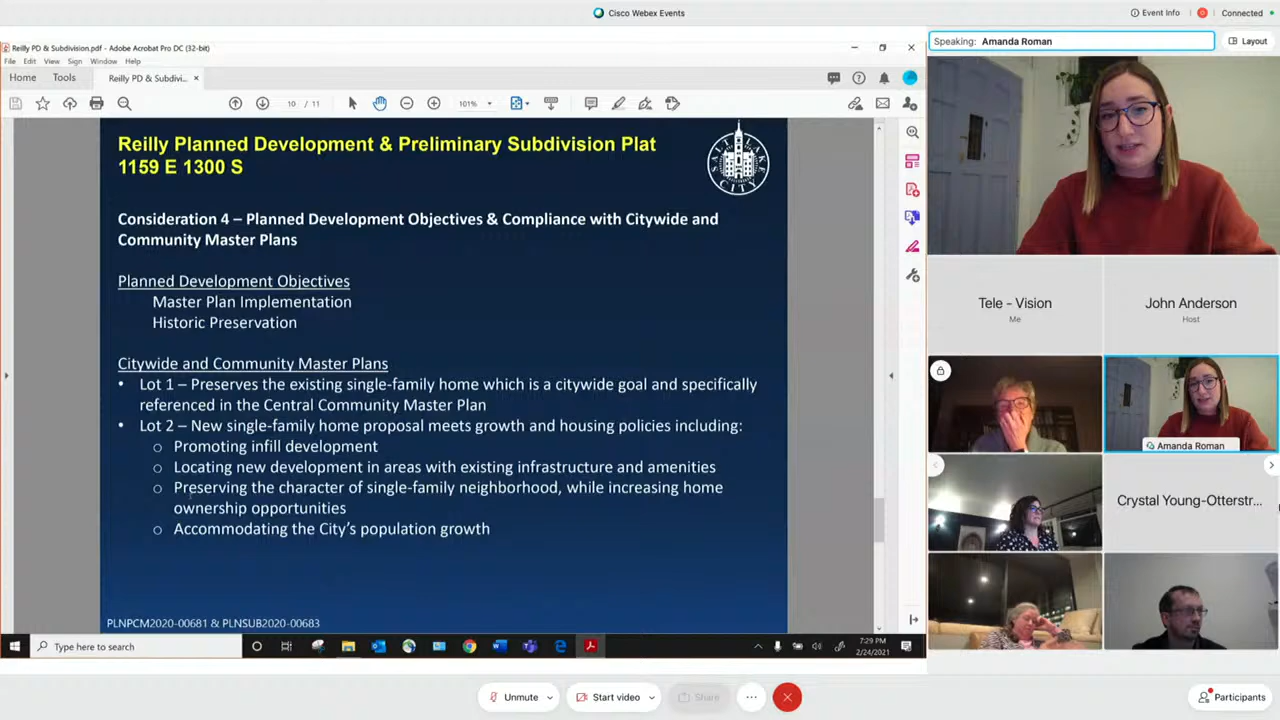 Cisco Webex Events
Event Info
Connected
Reilly PD & Subdivision.pdf - Adobe Acrobat Pro DC (32-bit)
File Edit View Sign Window Help
Home Tools Reilly PD & Subdivi... ×
10 / 11 101%
Reilly Planned Development & Preliminary Subdivision Plat
1159 E 1300 S
SALT LAKE CITY
Consideration 4 – Planned Development Objectives & Compliance with Citywide and
Community Master Plans
Planned Development Objectives
Master Plan Implementation
Historic Preservation
Citywide and Community Master Plans
• Lot 1 – Preserves the existing single-family home which is a citywide goal and specifically
referenced in the Central Community Master Plan
• Lot 2 – New single-family home proposal meets growth and housing policies including:
o Promoting infill development
o Locating new development in areas with existing infrastructure and amenities
o Preserving the character of single-family neighborhood, while increasing home
ownership opportunities
o Accommodating the City's population growth
PLNPCM2020-00681 & PLNSUB2020-00683
Type here to search
7:29 PM
2/24/2021
Speaking: Amanda Roman
Layout
Tele - Vision
Me
John Anderson
Host
Amanda Roman
Crystal Young-Otterstr...
Unmute
Start video
Share
Participants